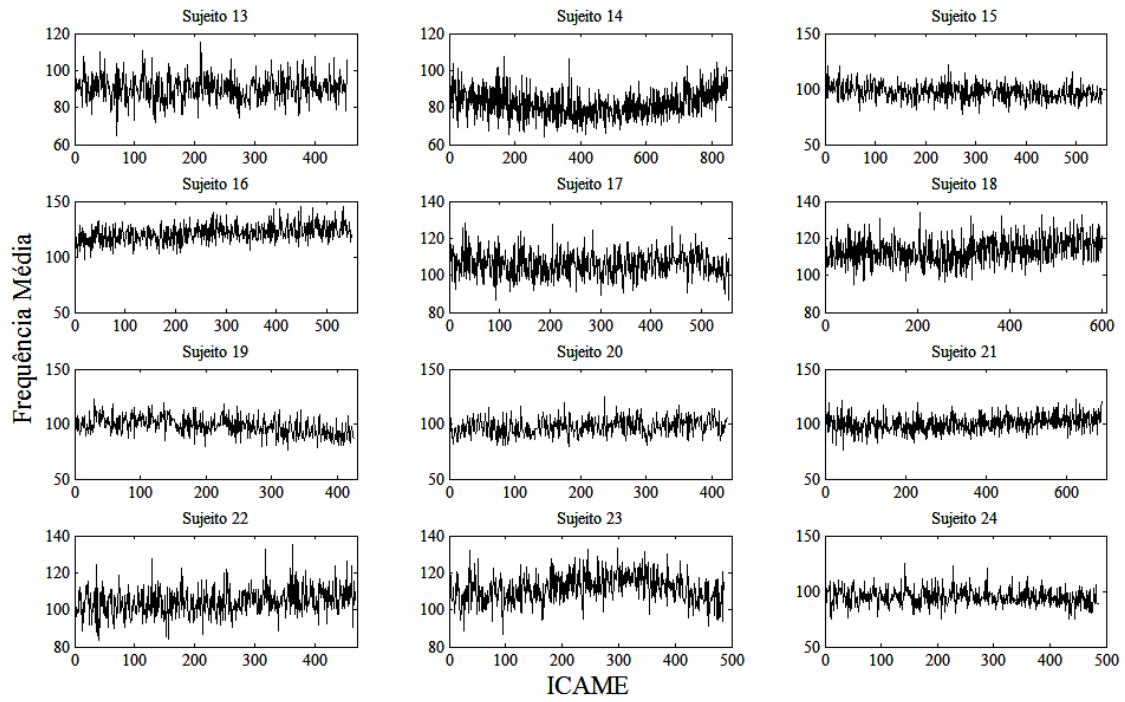 Sujeito 13 Sujeito 14 Sujeito 15
120 120 150
100 100
80 80 100
60 60 50
0 100 200 300 400 0 200 400 600 800 0 100 200 300 400 500
Sujeito 16 Sujeito 17 Sujeito 18
150 140 140
120 120
100 100 100
50 80 80
0 100 200 300 400 500 0 100 200 300 400 500 0 200 400 600
Frequência Média
Sujeito 19 Sujeito 20 Sujeito 21
150 150 150
100 100 100
50 50 50
0 100 200 300 400 0 100 200 300 400 0 200 400 600
Sujeito 22 Sujeito 23 Sujeito 24
140 140 150
120 120
100 100 100
80 80 50
0 100 200 300 400 0 100 200 300 400 500 0 100 200 300 400 500
ICAME